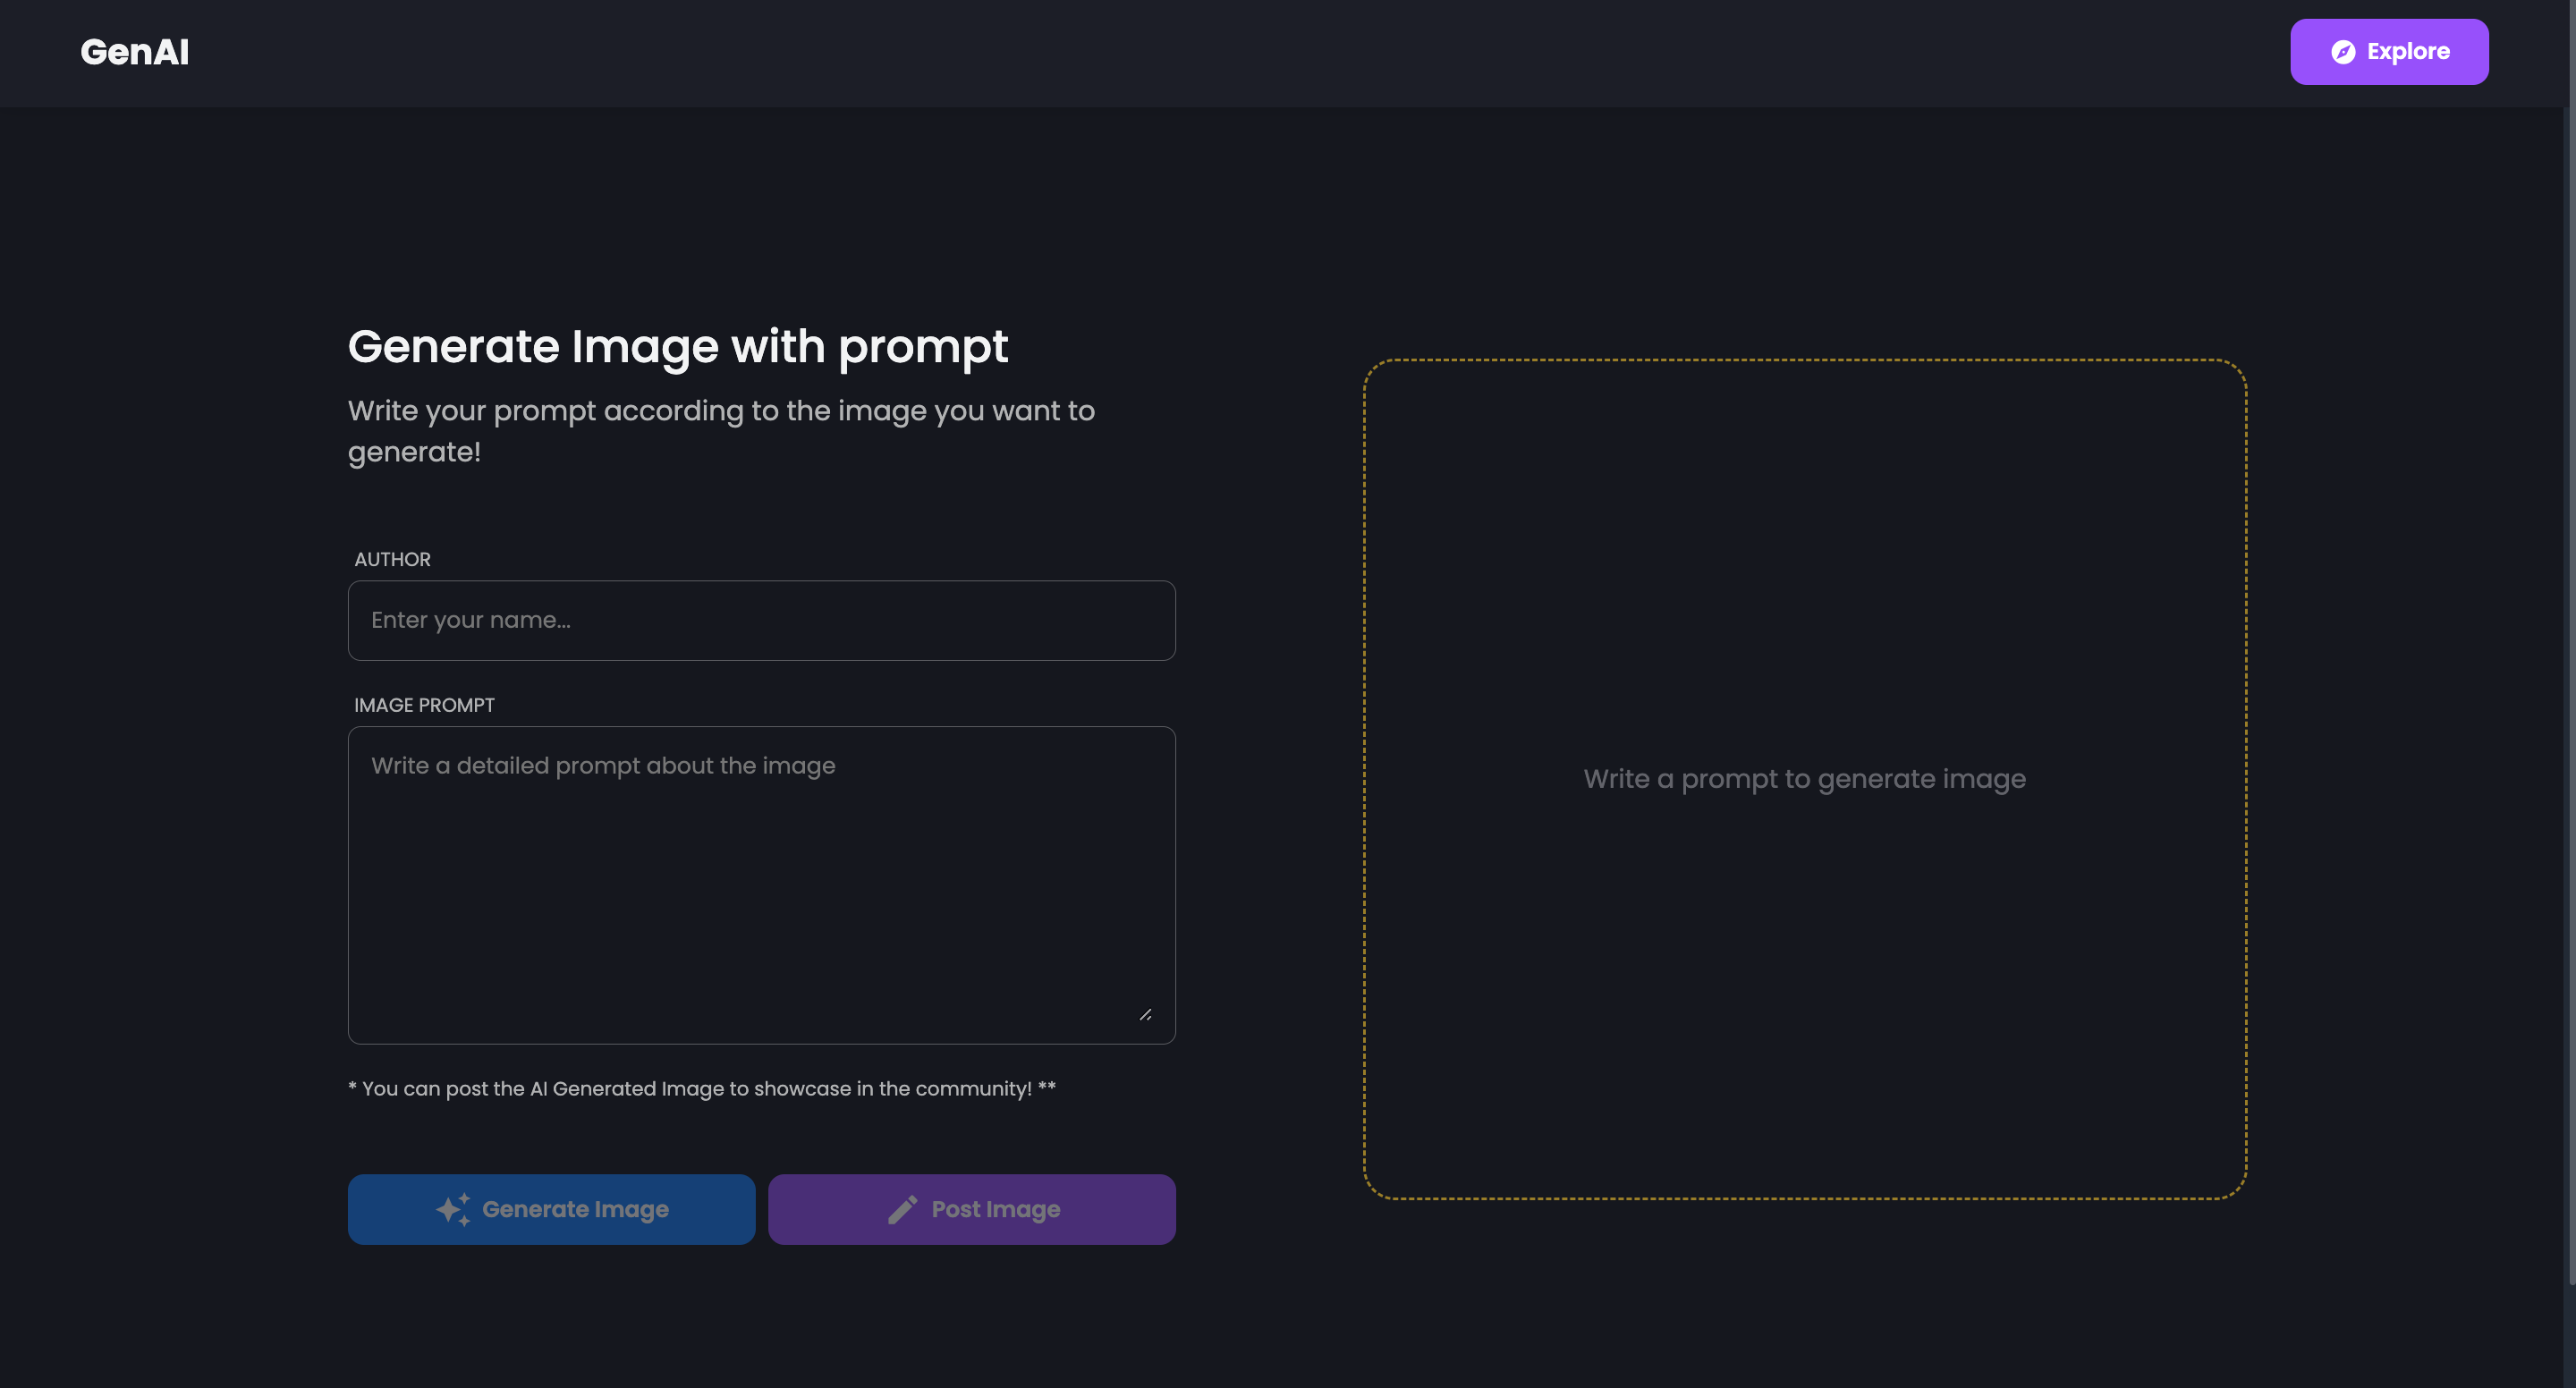 GenAI
Explore
Generate Image with prompt
Write your prompt according to the image you want to
generate!
AUTHOR
Enter your name...
IMAGE PROMPT
Write a detailed prompt about the image
* You can post the AI Generated Image to showcase in the community! **
Generate Image
Post Image
Write a prompt to generate image